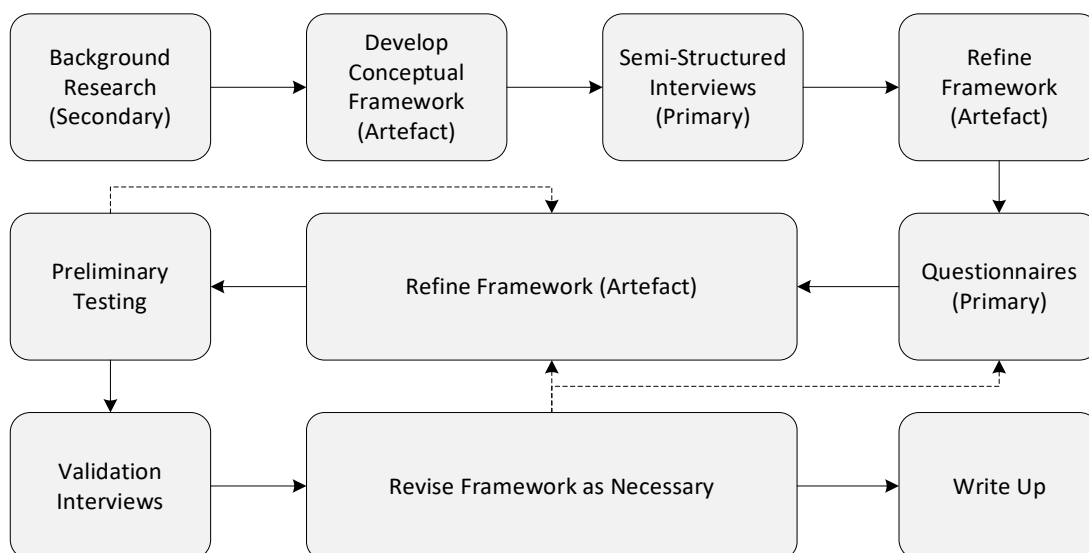 Background
Research
(Secondary)
Develop
Conceptual
Framework
(Artefact)
Semi-Structured
Interviews
(Primary)
Refine
Framework
(Artefact)
Preliminary
Testing
Refine Framework (Artefact)
Questionnaires
(Primary)
Validation
Interviews
Revise Framework as Necessary
Write Up